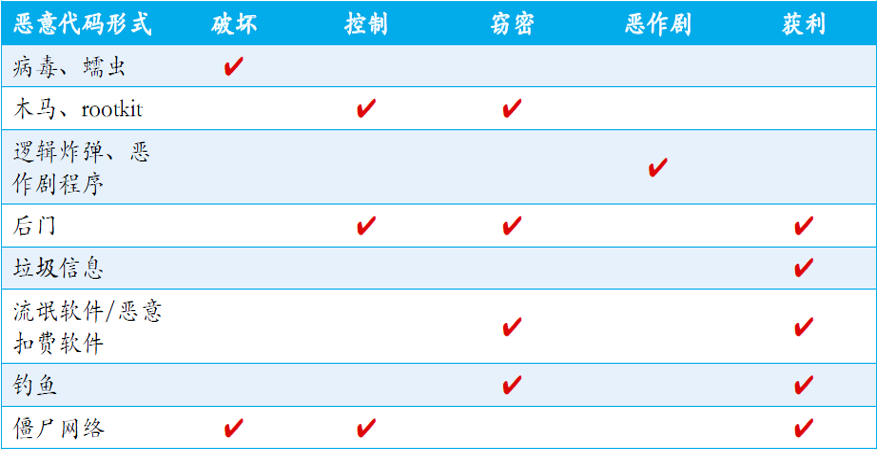 恶意代码形式 破坏 控制 窃密 恶作剧 获利
病毒、蠕虫 ✔
木马、rootkit ✔ ✔
逻辑炸弹、恶
作剧程序 ✔
后门 ✔ ✔ ✔
垃圾信息 ✔
流氓软件/恶意
扣费软件 ✔ ✔
钓鱼 ✔ ✔
僵尸网络 ✔ ✔ ✔